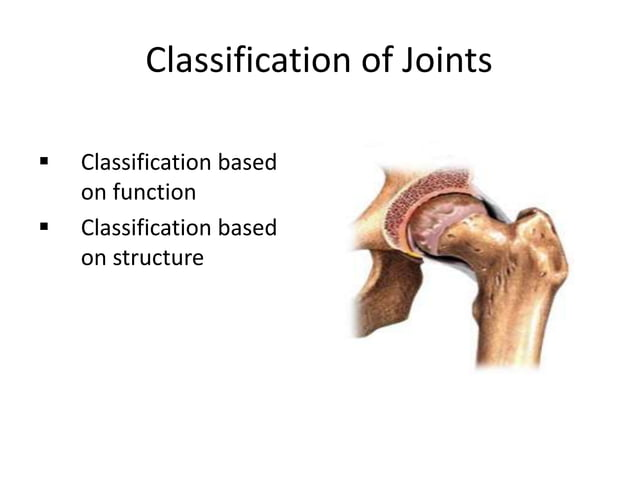 Classification of Joints
▪ Classification based
on function
▪ Classification based
on structure